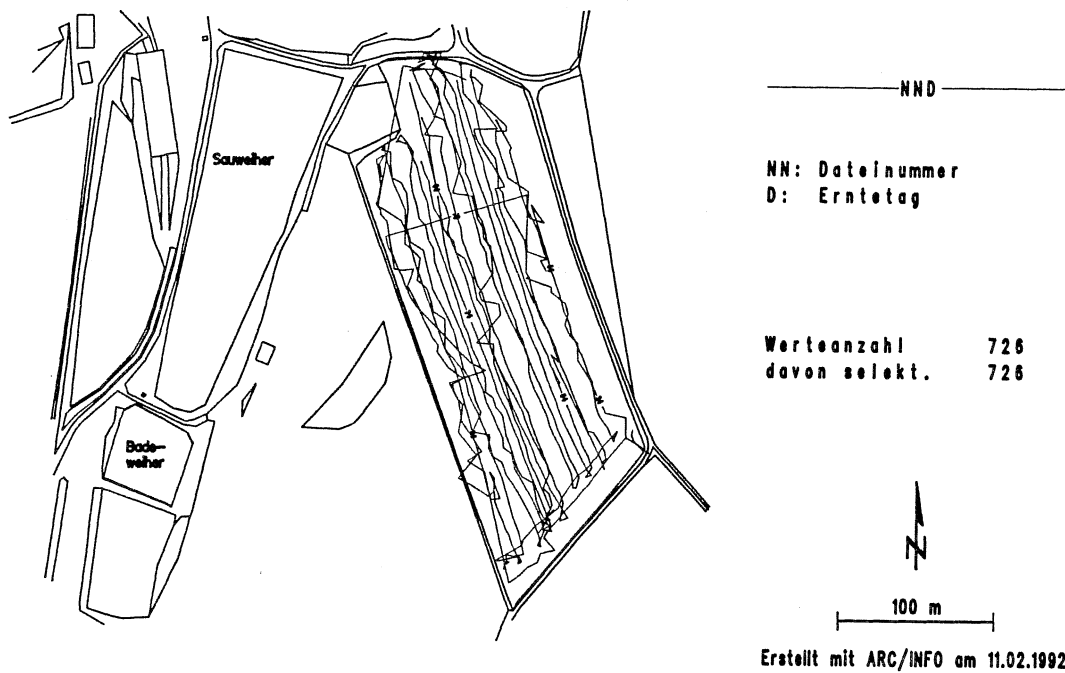 Sauweiher
Bade-
weiher
NND
NN: Dateinummer
D: Erntetag
Werteanzahl 726
davon selekt. 726
N
100 m
Erstellt mit ARC/INFO am 11.02.1992